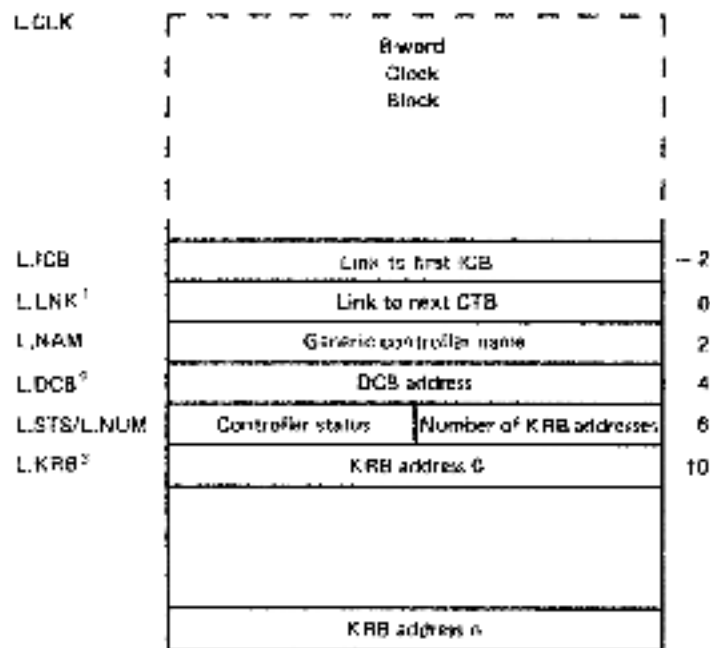 L.CLK
8-word
Clock
Block
L.ICB Link to first ICB -2
L.LNK¹ Link to next CTB 0
L.NAM Generic controller name 2
L.DCB² DCB address 4
L.STS/L.NUM Controller status Number of KRB addresses 6
L.KRB³ KRB address 0 10
KRB address n